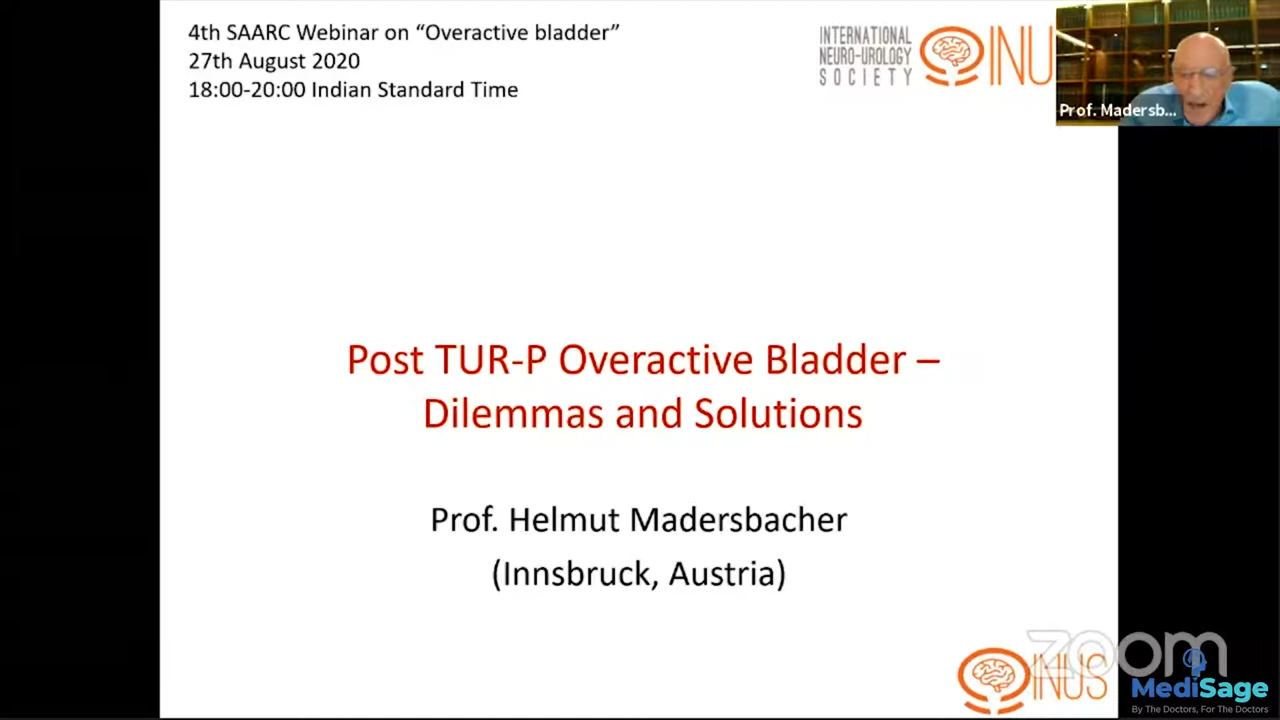 4th SAARC Webinar on “Overactive bladder”
27th August 2020
18:00-20:00 Indian Standard Time
INTERNATIONAL
NEURO-UROLOGY
SOCIETY
INU
Prof. Madersb...
Post TUR-P Overactive Bladder –
Dilemmas and Solutions
Prof. Helmut Madersbacher
(Innsbruck, Austria)
zoom
INUS
MediSage
By The Doctors, For The Doctors